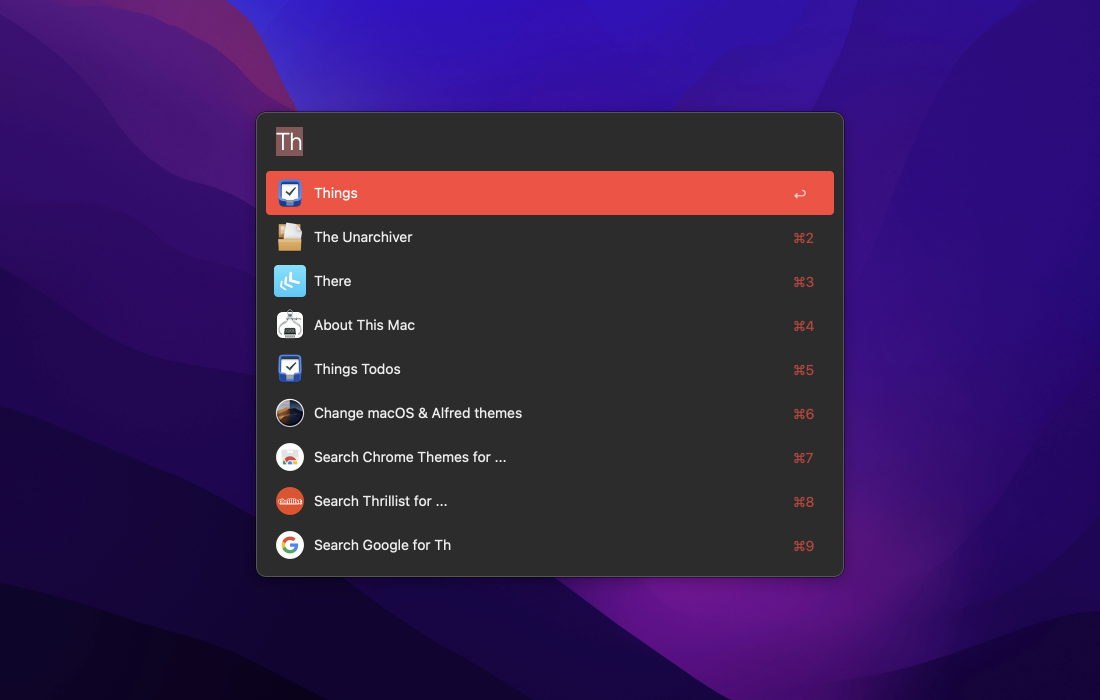 Th
Things ↩
The Unarchiver ⌘2
There ⌘3
About This Mac ⌘4
Things Todos ⌘5
Change macOS & Alfred themes ⌘6
Search Chrome Themes for ... ⌘7
Search Thrillist for ... ⌘8
Search Google for Th ⌘9